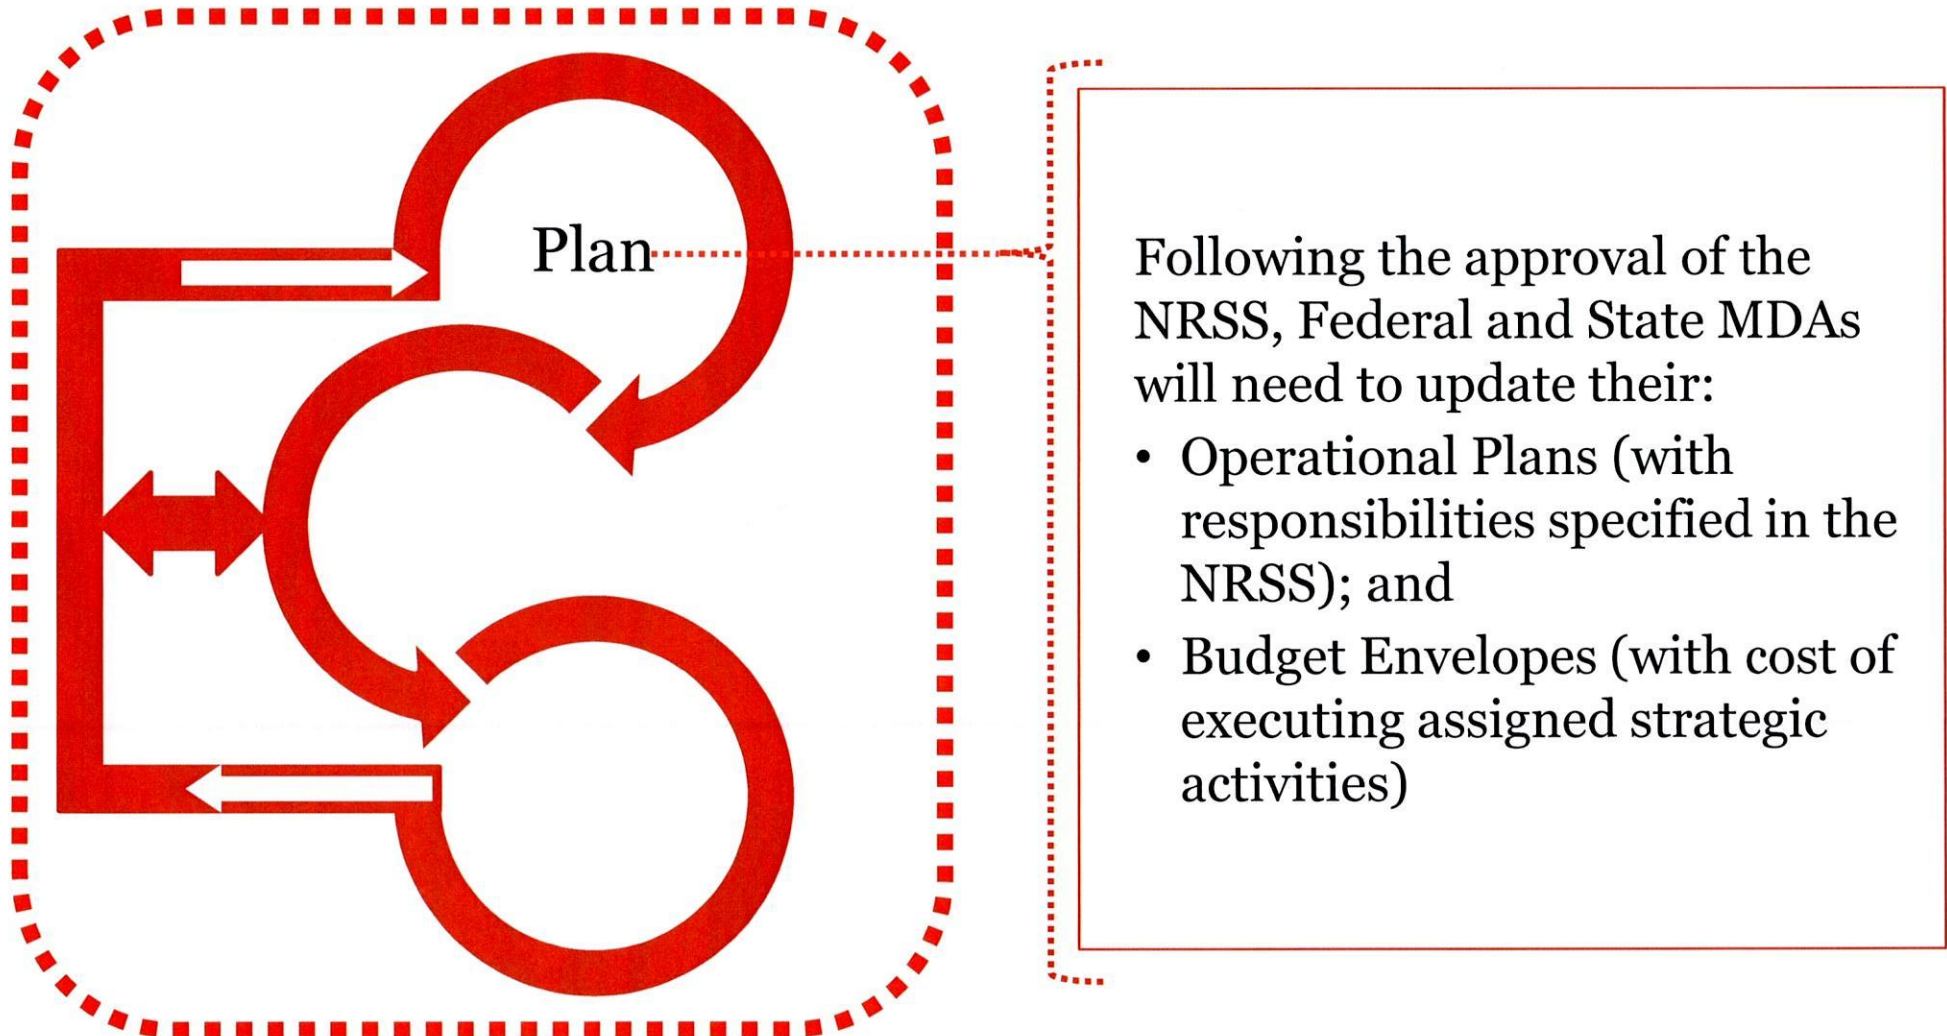 Plan
Following the approval of the
NRSS, Federal and State MDAs
will need to update their:
• Operational Plans (with
responsibilities specified in the
NRSS); and
• Budget Envelopes (with cost of
executing assigned strategic
activities)